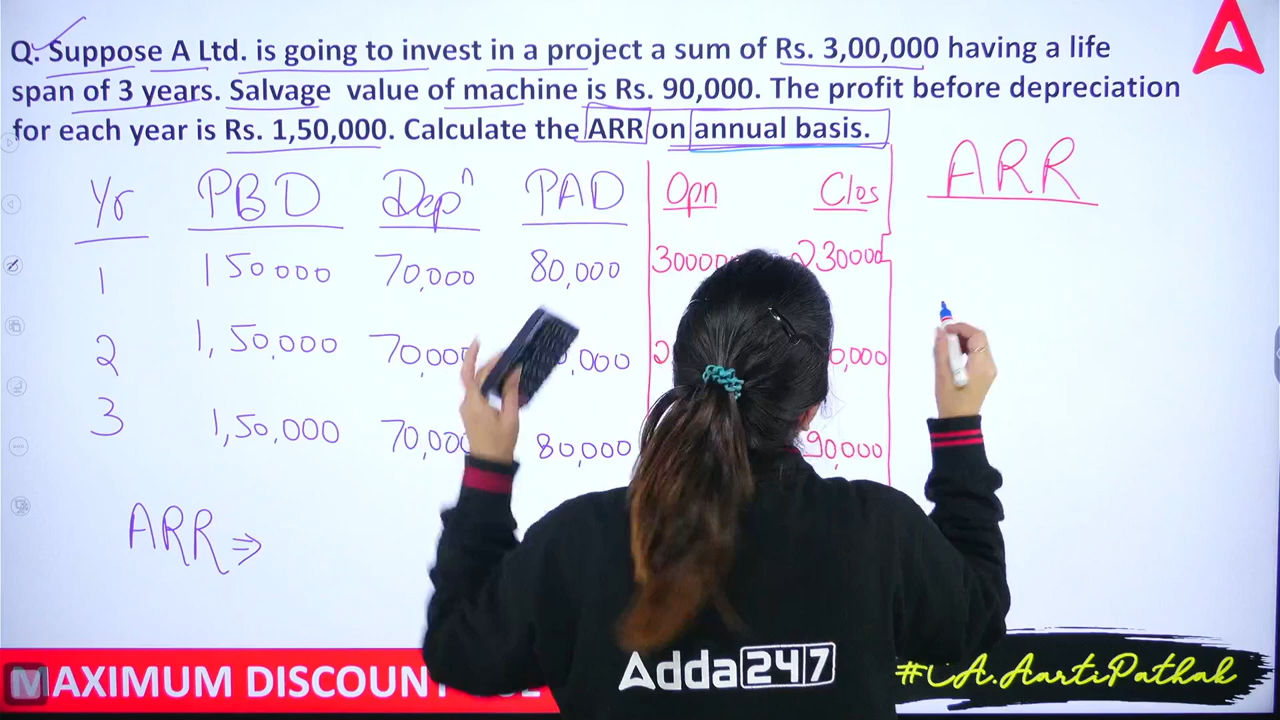 Q. Suppose A Ltd. is going to invest in a project a sum of Rs. 3,00,000 having a life
span of 3 years. Salvage value of machine is Rs. 90,000. The profit before depreciation
for each year is Rs. 1,50,000. Calculate the ARR on annual basis.
Yr PBD Depⁿ PAD Opn Clos ARR
1 150000 70,000 80,000 230000
2 1,50,000
3 1,50,000 80,000 90,000
ARR ⇒
MAXIMUM DISCOUNT
Adda247
#CA.AartiPathak